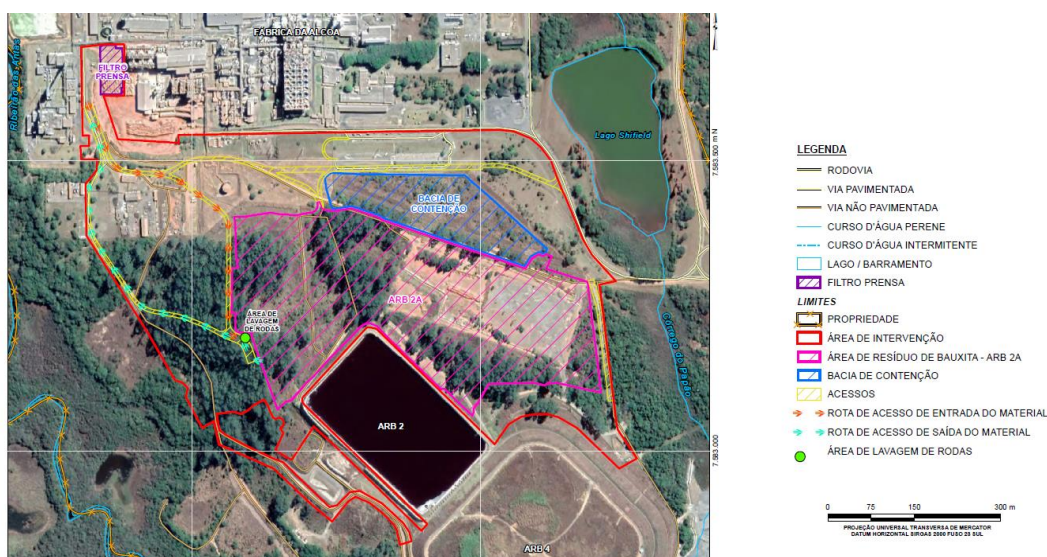 FÁBRICA DA ALCOA
FILTRO
PRENSA
Ribeirão das Antas
Lago Shifield
7.583.500 m N
BACIA DE
CONTENÇÃO
ARB 2A
ÁREA DE
LAVAGEM
DE RODAS
Córrego do Papão
ARB 2
7.583.000
ARB 4
LEGENDA
RODOVIA
VIA PAVIMENTADA
VIA NÃO PAVIMENTADA
CURSO D'ÁGUA PERENE
CURSO D'ÁGUA INTERMITENTE
LAGO / BARRAMENTO
FILTRO PRENSA
LIMITES
PROPRIEDADE
ÁREA DE INTERVENÇÃO
ÁREA DE RESÍDUO DE BAUXITA - ARB 2A
BACIA DE CONTENÇÃO
ACESSOS
ROTA DE ACESSO DE ENTRADA DO MATERIAL
ROTA DE ACESSO DE SAÍDA DO MATERIAL
ÁREA DE LAVAGEM DE RODAS
0 75 150 300 m
PROJEÇÃO UNIVERSAL TRANSVERSA DE MERCATOR
DATUM HORIZONTAL SIRGAS 2000 FUSO 23 SUL